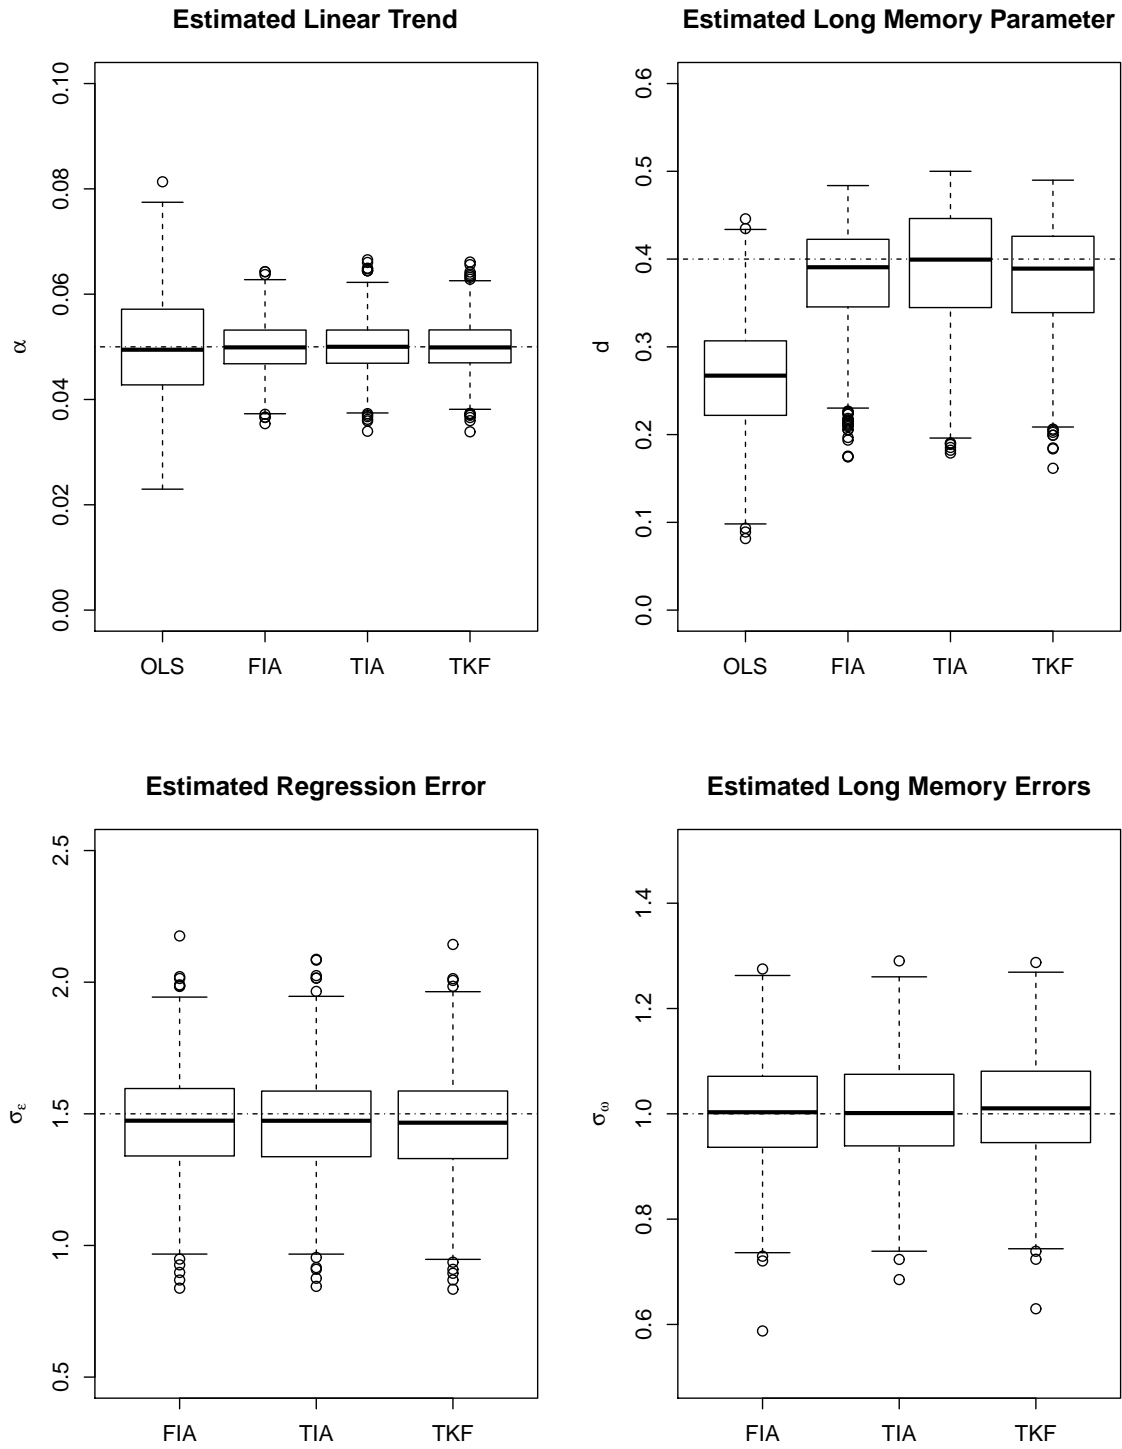 Estimated Linear Trend
0.00 0.02 0.04 0.06 0.08 0.10
α
OLS FIA TIA TKF
Estimated Long Memory Parameter
0.0 0.1 0.2 0.3 0.4 0.5 0.6
d
OLS FIA TIA TKF
Estimated Regression Error
0.5 1.0 1.5 2.0 2.5
σε
FIA TIA TKF
Estimated Long Memory Errors
0.6 0.8 1.0 1.2 1.4
σω
FIA TIA TKF